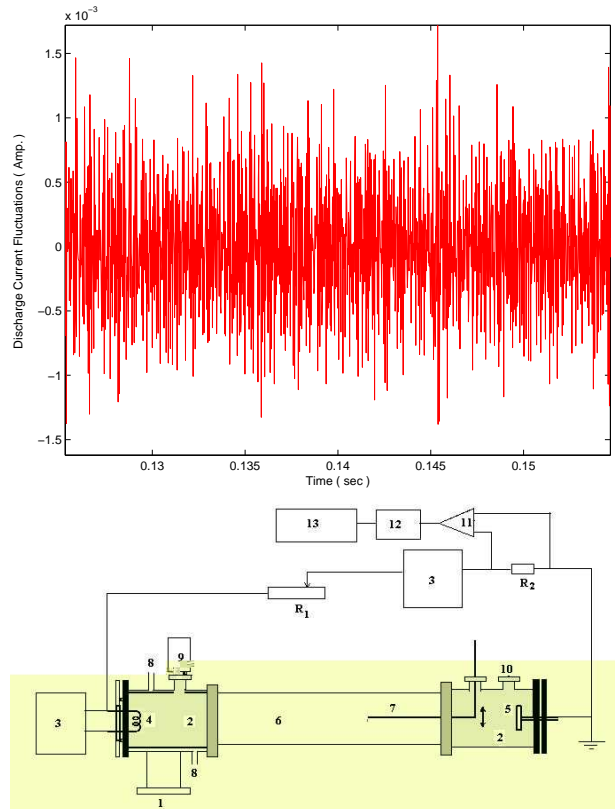 x 10⁻³
1.5
1
0.5
0
−0.5
−1
−1.5
Discharge Current Fluctuations ( Amp.)
0.13 0.135 0.14 0.145 0.15
Time ( sec )
13 12 11
3 R2
R1
9
8 10
3 4 2 6 7 5
2
8
1